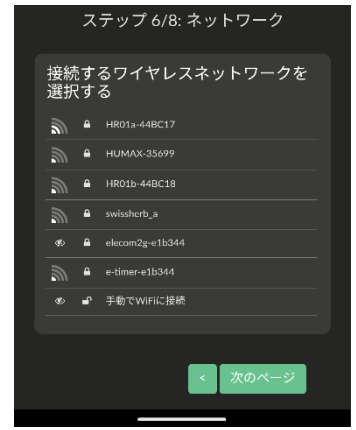 ステップ 6/8: ネットワーク
接続するワイヤレスネットワークを
選択する
HR01a-44BC17
HUMAX-35699
HR01b-44BC18
swissherb_a
elecom2g-e1b344
e-timer-e1b344
手動でWiFiに接続
< 次のページ